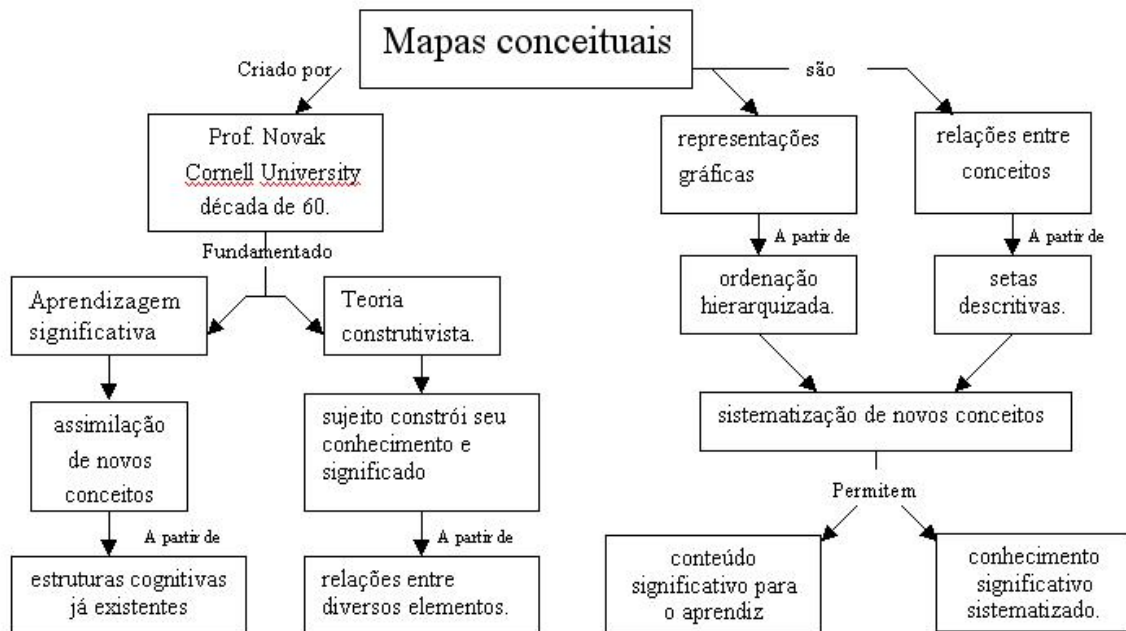 Mapas conceituais
Criado por
são
Prof. Novak
Cornell University
década de 60.
representações
gráficas
relações entre
conceitos
Fundamentado
A partir de
A partir de
Aprendizagem
significativa
Teoria
construtivista.
ordenação
hierarquizada.
setas
descritivas.
assimilação
de novos
conceitos
sujeito constrói seu
conhecimento e
significado
sistematização de novos conceitos
Permitem
A partir de
A partir de
estruturas cognitivas
já existentes
relações entre
diversos elementos.
conteúdo
significativo para
o aprendiz
conhecimento
significativo
sistematizado.